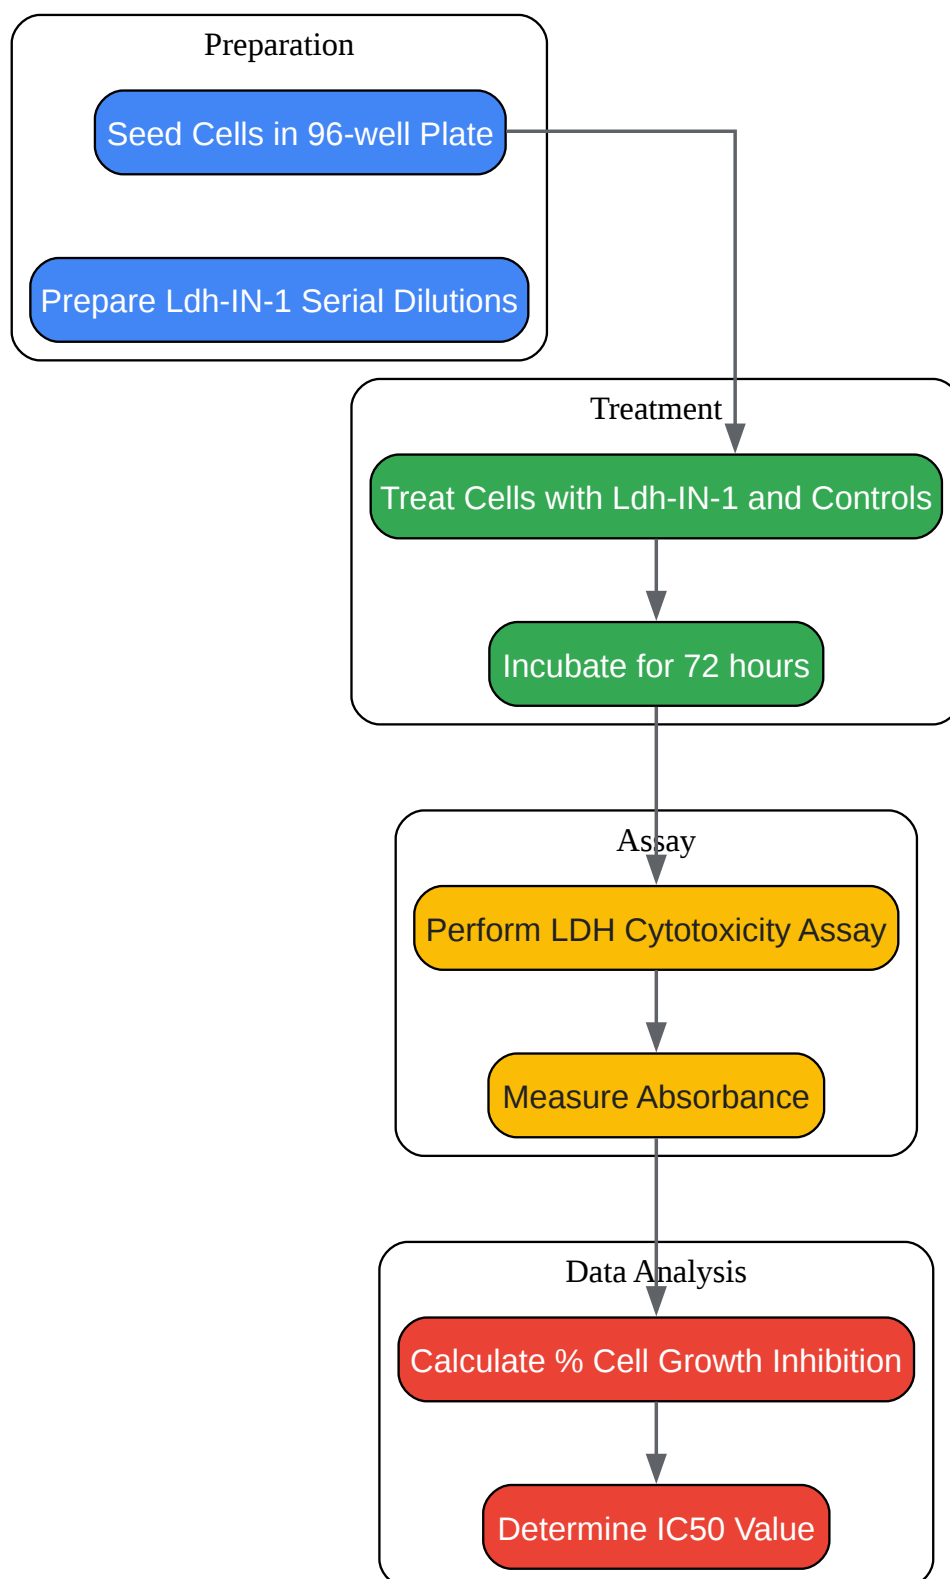 Preparation
Seed Cells in 96-well Plate
Prepare Ldh-IN-1 Serial Dilutions
Treatment
Treat Cells with Ldh-IN-1 and Controls
Incubate for 72 hours
Assay
Perform LDH Cytotoxicity Assay
Measure Absorbance
Data Analysis
Calculate % Cell Growth Inhibition
Determine IC50 Value